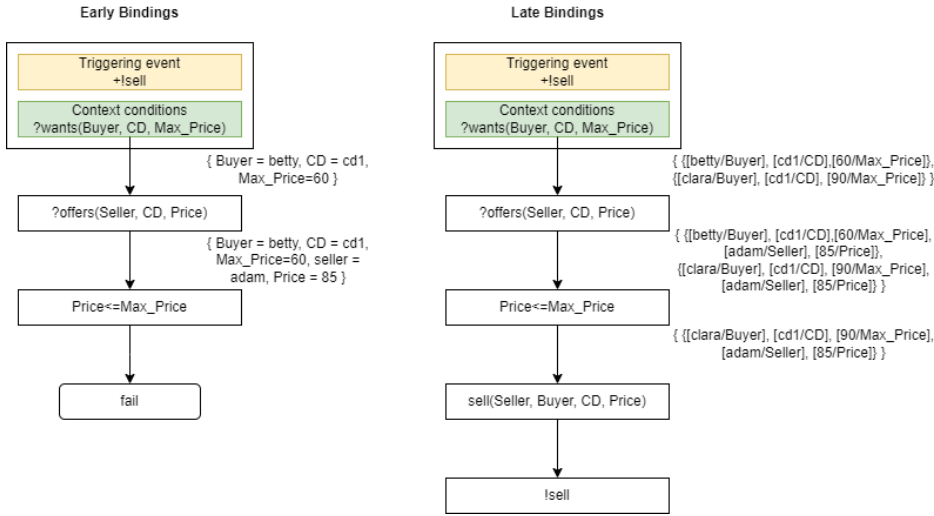 Early Bindings
Triggering event
+!sell
Context conditions
?wants(Buyer, CD, Max_Price)
{ Buyer = betty, CD = cd1,
Max_Price=60 }
?offers(Seller, CD, Price)
{ Buyer = betty, CD = cd1,
Max_Price=60, seller =
adam, Price = 85 }
Price<=Max_Price
fail
Late Bindings
Triggering event
+!sell
Context conditions
?wants(Buyer, CD, Max_Price)
{ {[betty/Buyer], [cd1/CD],[60/Max_Price]},
{[clara/Buyer], [cd1/CD], [90/Max_Price]} }
?offers(Seller, CD, Price)
{ {[betty/Buyer], [cd1/CD],[60/Max_Price],
[adam/Seller], [85/Price]},
{[clara/Buyer], [cd1/CD], [90/Max_Price],
[adam/Seller], [85/Price]} }
Price<=Max_Price
{ {[clara/Buyer], [cd1/CD], [90/Max_Price],
[adam/Seller], [85/Price]} }
sell(Seller, Buyer, CD, Price)
!sell